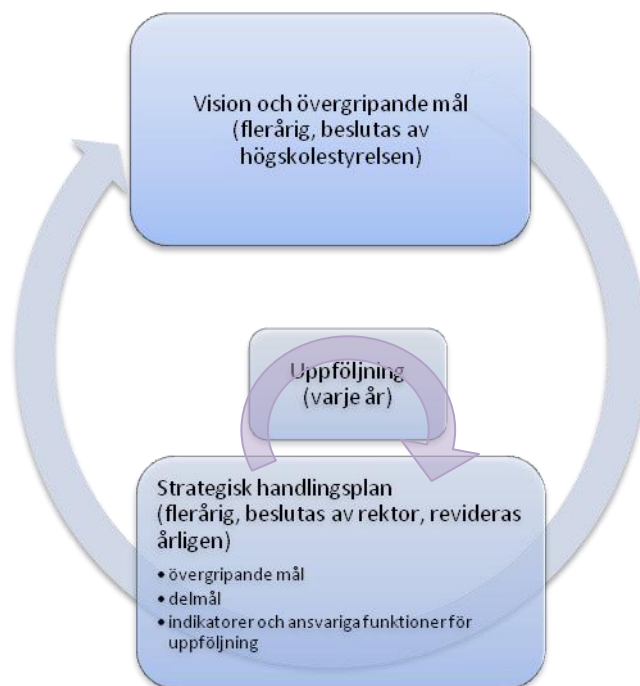 Vision och övergripande mål
(flerårig, beslutas av
högskolestyrelsen)
Uppföljning
(varje år)
Strategisk handlingsplan
(flerårig, beslutas av rektor, revideras
årligen)
• övergripande mål
• delmål
• indikatorer och ansvariga funktioner för
uppföljning